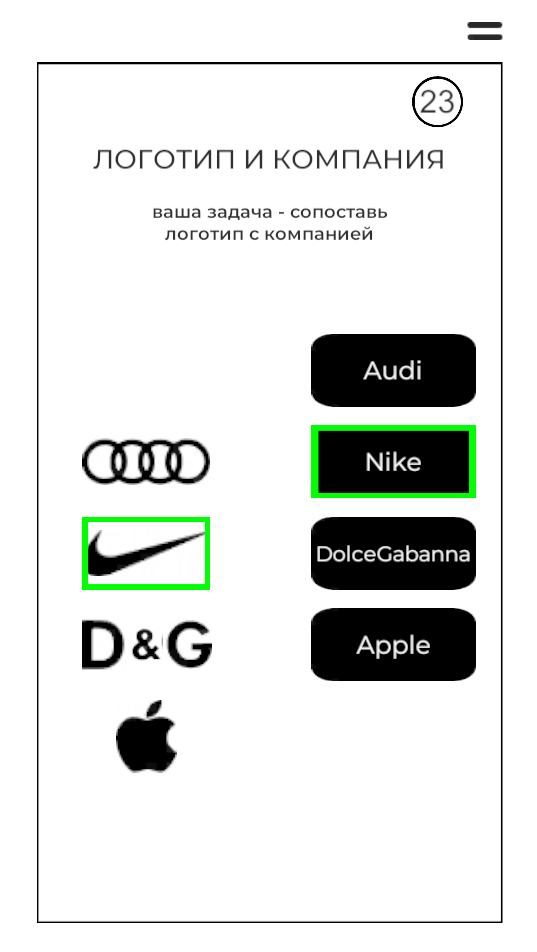 23
ЛОГОТИП И КОМПАНИЯ
ваша задача - сопоставь
логотип с компанией
Audi
Nike
DolceGabanna
D&G
Apple